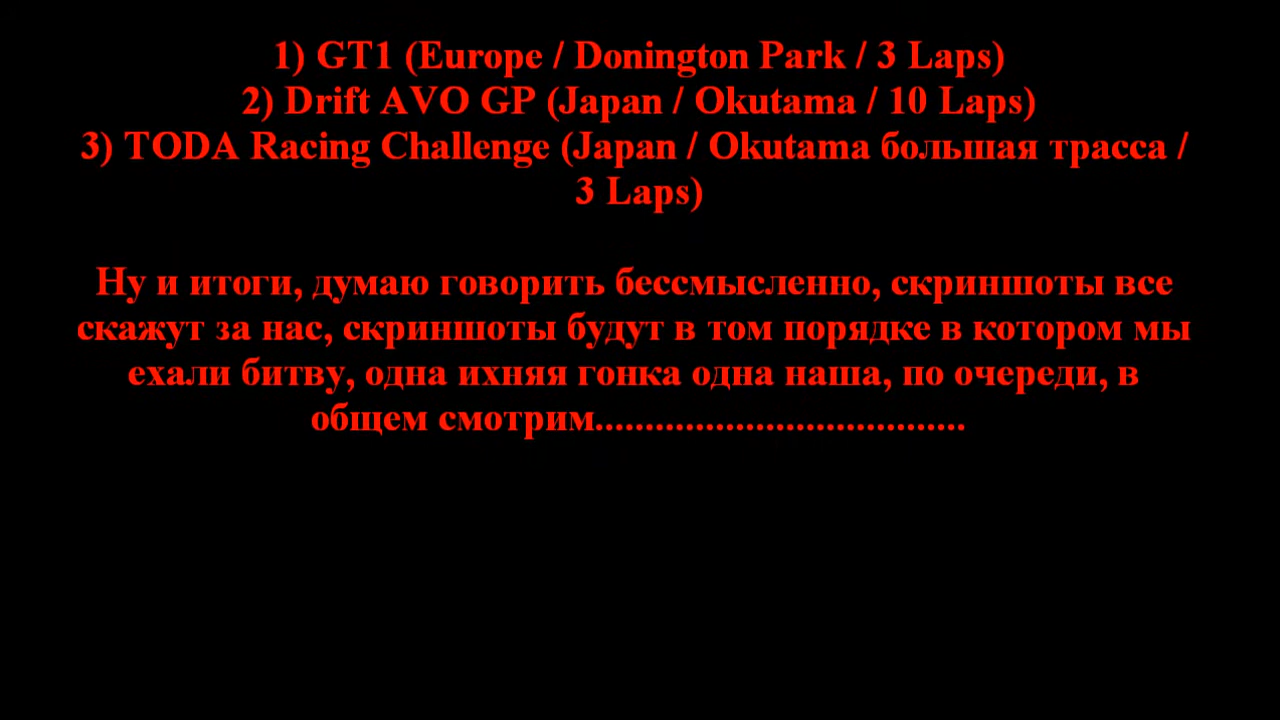 1) GT1 (Europe / Donington Park / 3 Laps)
2) Drift AVO GP (Japan / Okutama / 10 Laps)
3) TODA Racing Challenge (Japan / Okutama большая трасса /
3 Laps)
Ну и итоги, думаю говорить бессмысленно, скриншоты все
скажут за нас, скриншоты будут в том порядке в котором мы
ехали битву, одна ихняя гонка одна наша, по очереди, в
общем смотрим.....................................